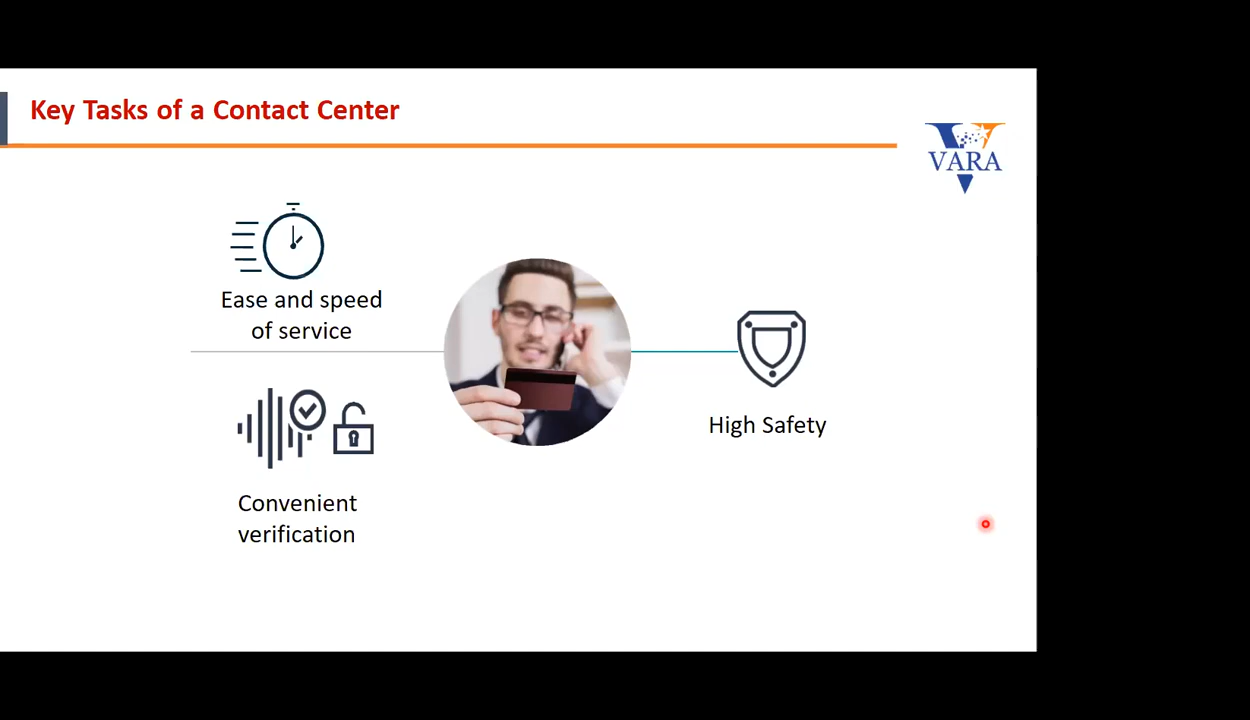 Key Tasks of a Contact Center
VARA
Ease and speed
of service
High Safety
Convenient
verification